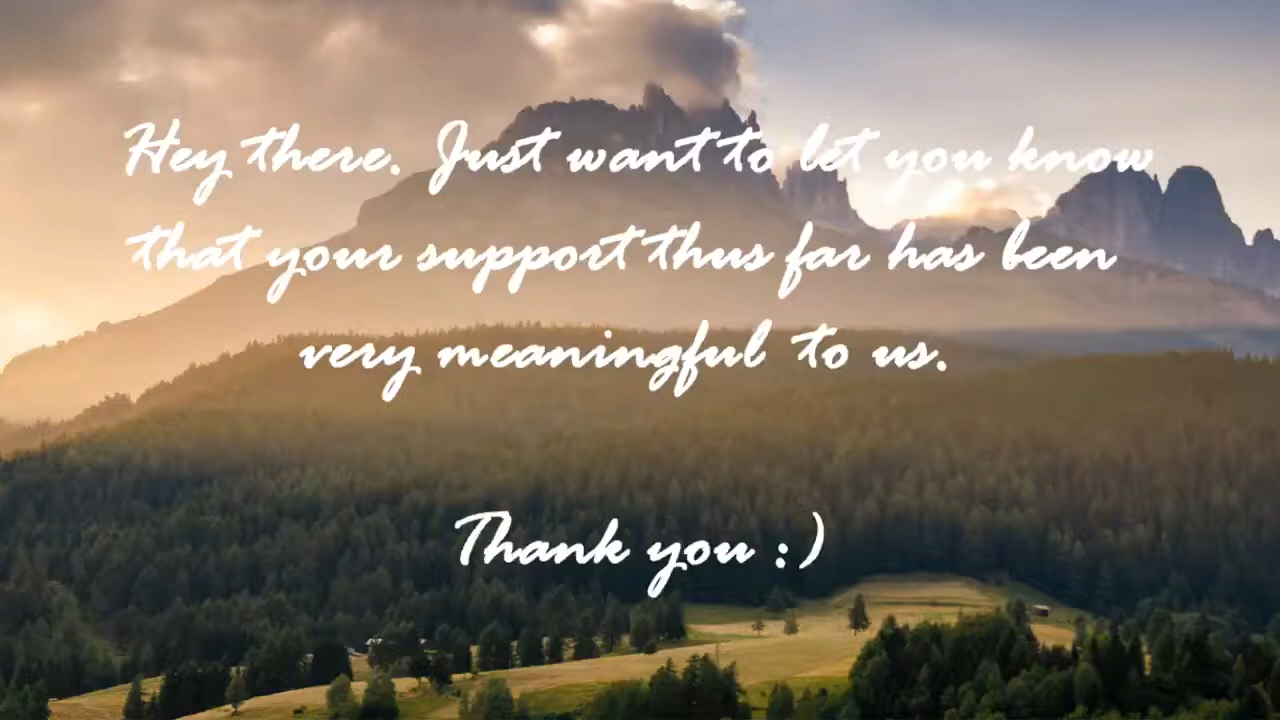 Hey there. Just want to let you know
that your support thus far has been
very meaningful to us.
Thank you :)